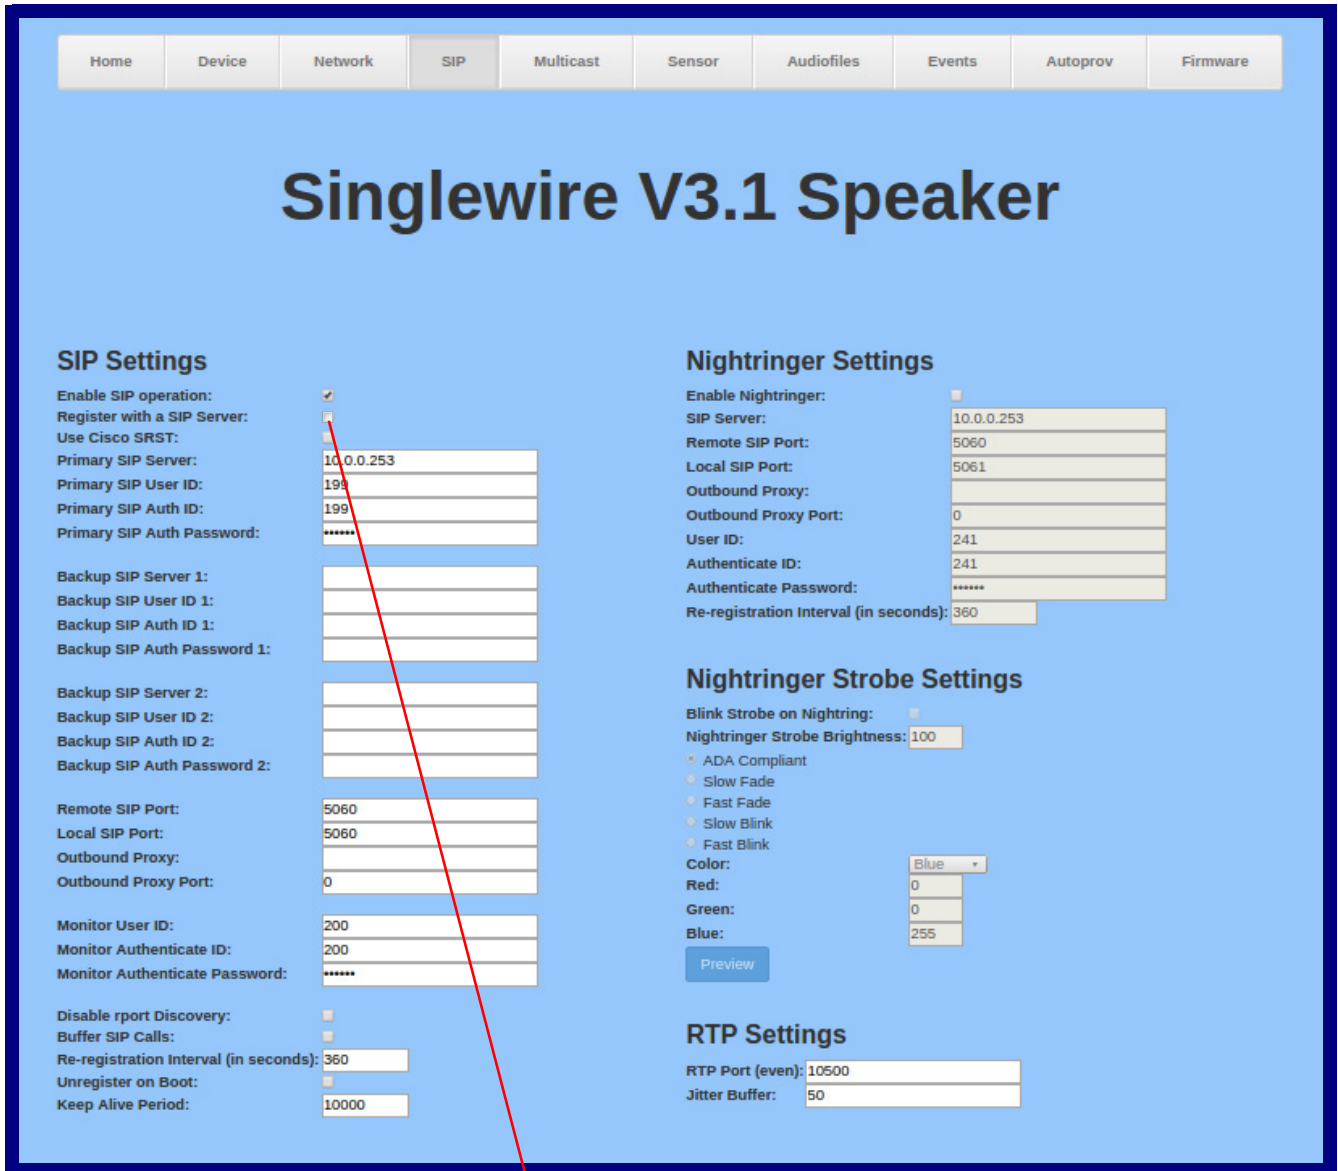 Home Device Network SIP Multicast Sensor Audiofiles Events Autoprov Firmware
Singlewire V3.1 Speaker
SIP Settings
Enable SIP operation:
Register with a SIP Server:
Use Cisco SRST:
Primary SIP Server: 10.0.0.253
Primary SIP User ID: 199
Primary SIP Auth ID: 199
Primary SIP Auth Password: ••••••
Backup SIP Server 1:
Backup SIP User ID 1:
Backup SIP Auth ID 1:
Backup SIP Auth Password 1:
Backup SIP Server 2:
Backup SIP User ID 2:
Backup SIP Auth ID 2:
Backup SIP Auth Password 2:
Remote SIP Port: 5060
Local SIP Port: 5060
Outbound Proxy:
Outbound Proxy Port: 0
Monitor User ID: 200
Monitor Authenticate ID: 200
Monitor Authenticate Password: ••••••
Disable rport Discovery:
Buffer SIP Calls:
Re-registration Interval (in seconds): 360
Unregister on Boot:
Keep Alive Period: 10000
Nightringer Settings
Enable Nightringer:
SIP Server: 10.0.0.253
Remote SIP Port: 5060
Local SIP Port: 5061
Outbound Proxy:
Outbound Proxy Port: 0
User ID: 241
Authenticate ID: 241
Authenticate Password: ••••••
Re-registration Interval (in seconds): 360
Nightringer Strobe Settings
Blink Strobe on Nightring:
Nightringer Strobe Brightness: 100
ADA Compliant
Slow Fade
Fast Fade
Slow Blink
Fast Blink
Color: Blue
Red: 0
Green: 0
Blue: 255
Preview
RTP Settings
RTP Port (even): 10500
Jitter Buffer: 50